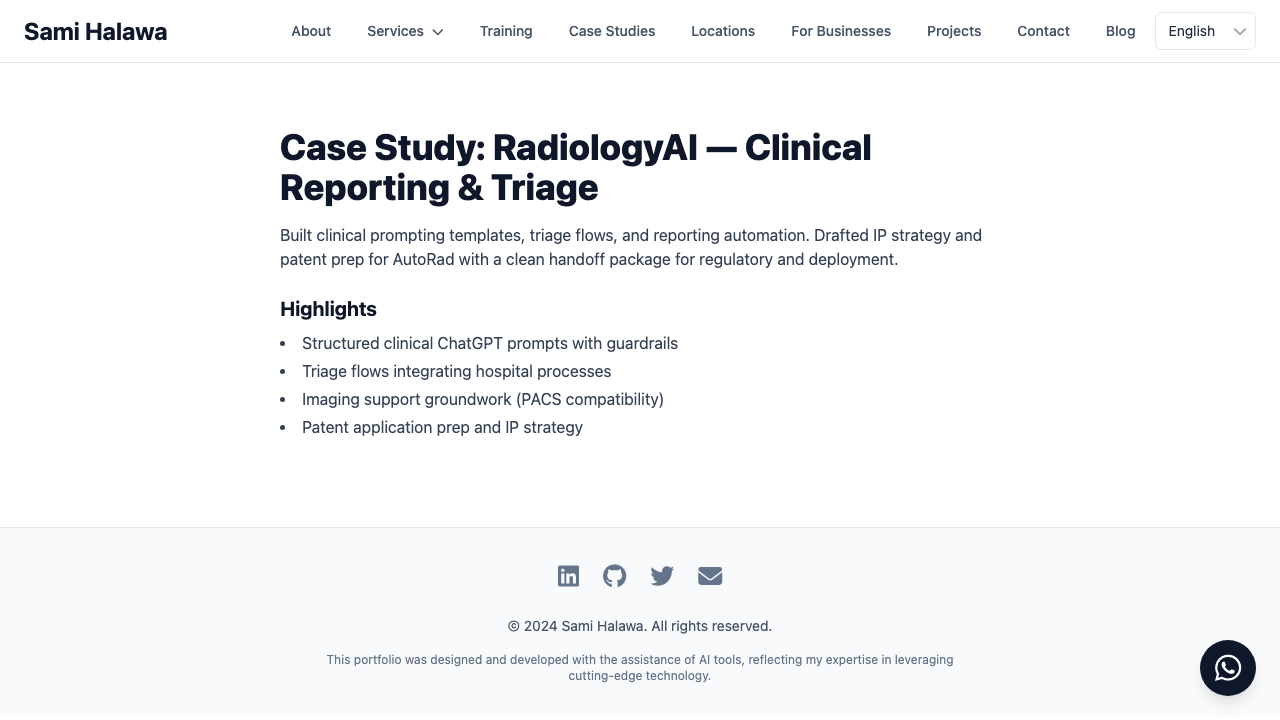 Sami Halawa
About
Services
Training
Case Studies
Locations
For Businesses
Projects
Contact
Blog
English
Case Study: RadiologyAI — Clinical
Reporting & Triage
Built clinical prompting templates, triage flows, and reporting automation. Drafted IP strategy and
patent prep for AutoRad with a clean handoff package for regulatory and deployment.
Highlights
• Structured clinical ChatGPT prompts with guardrails
• Triage flows integrating hospital processes
• Imaging support groundwork (PACS compatibility)
• Patent application prep and IP strategy
© 2024 Sami Halawa. All rights reserved.
This portfolio was designed and developed with the assistance of AI tools, reflecting my expertise in leveraging
cutting-edge technology.